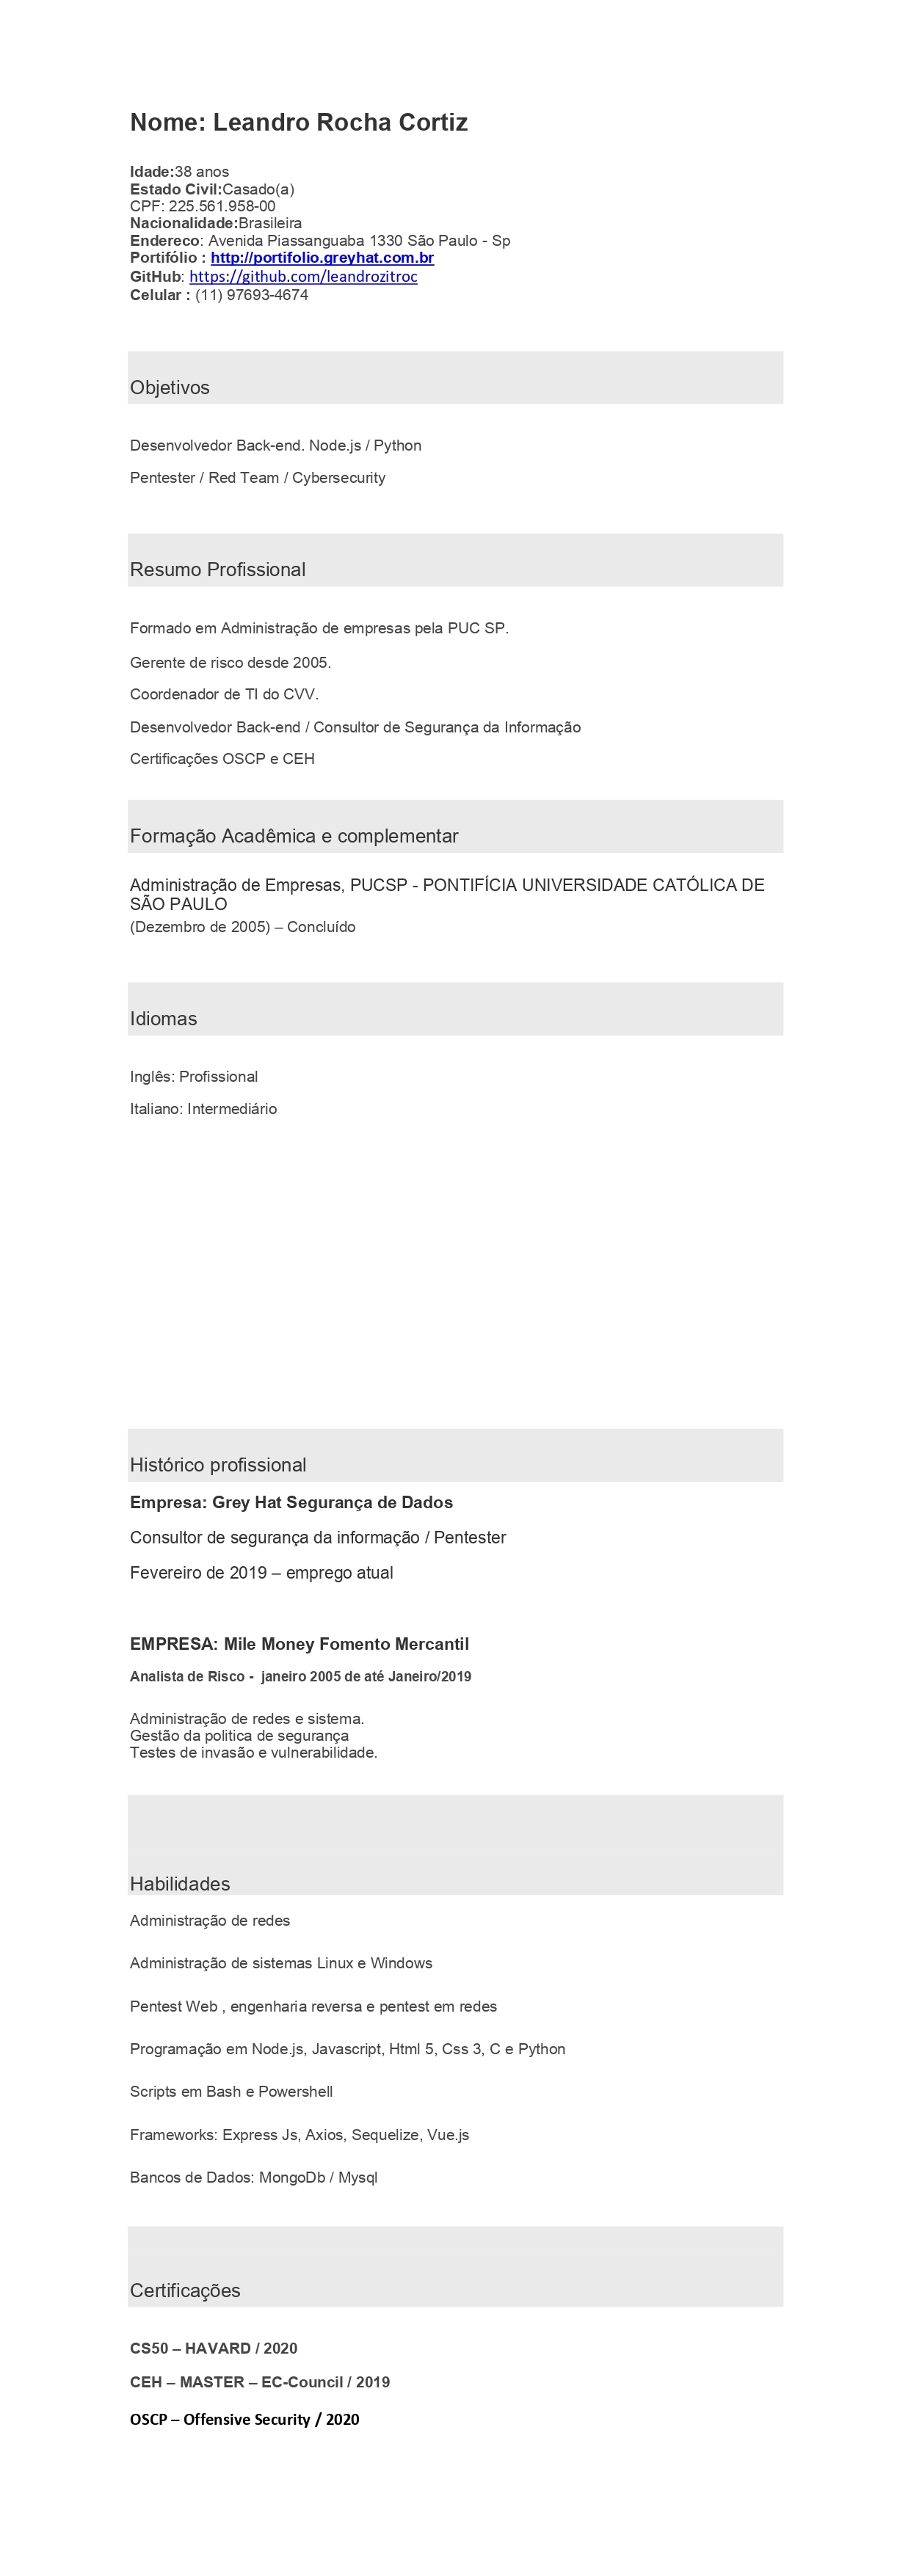 Nome: Leandro Rocha Cortiz
Idade:38 anos
Estado Civil:Casado(a)
CPF: 225.561.958-00
Nacionalidade:Brasileira
Endereco: Avenida Piassanguaba 1330 São Paulo - Sp
Portifólio : http://portifolio.greyhat.com.br
GitHub: https://github.com/leandrozitroc
Celular : (11) 97693-4674
Objetivos
Desenvolvedor Back-end. Node.js / Python
Pentester / Red Team / Cybersecurity
Resumo Profissional
Formado em Administração de empresas pela PUC SP.
Gerente de risco desde 2005.
Coordenador de TI do CVV.
Desenvolvedor Back-end / Consultor de Segurança da Informação
Certificações OSCP e CEH
Formação Acadêmica e complementar
Administração de Empresas, PUCSP - PONTIFÍCIA UNIVERSIDADE CATÓLICA DE
SÃO PAULO
(Dezembro de 2005) – Concluído
Idiomas
Inglês: Profissional
Italiano: Intermediário
Histórico profissional
Empresa: Grey Hat Segurança de Dados
Consultor de segurança da informação / Pentester
Fevereiro de 2019 – emprego atual
EMPRESA: Mile Money Fomento Mercantil
Analista de Risco -  janeiro 2005 de até Janeiro/2019
Administração de redes e sistema.
Gestão da politica de segurança
Testes de invasão e vulnerabilidade.
Habilidades
Administração de redes
Administração de sistemas Linux e Windows
Pentest Web , engenharia reversa e pentest em redes
Programação em Node.js, Javascript, Html 5, Css 3, C e Python
Scripts em Bash e Powershell
Frameworks: Express Js, Axios, Sequelize, Vue.js
Bancos de Dados: MongoDb / Mysql
Certificações
CS50 – HAVARD / 2020
CEH – MASTER – EC-Council / 2019
OSCP – Offensive Security / 2020